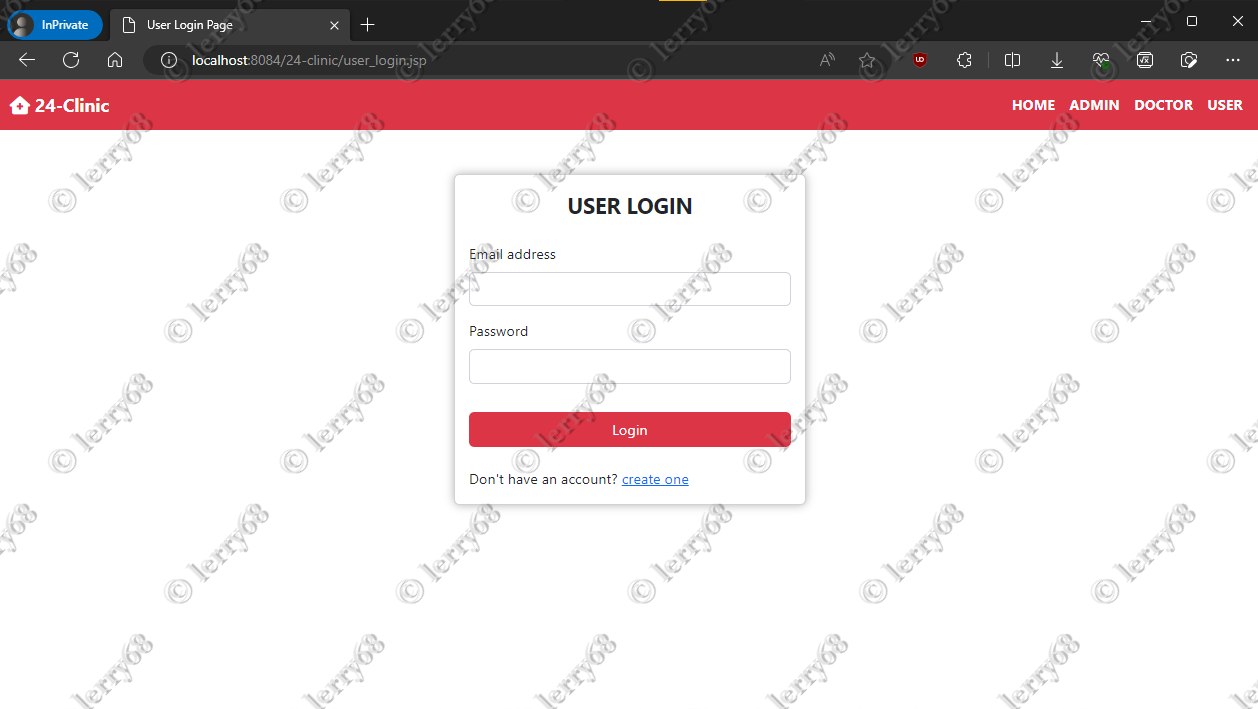 InPrivate
User Login Page
localhost:8084/24-clinic/user_login.jsp
24-Clinic
HOME ADMIN DOCTOR USER
USER LOGIN
Email address
Password
Login
Don't have an account? create one
© lerry68